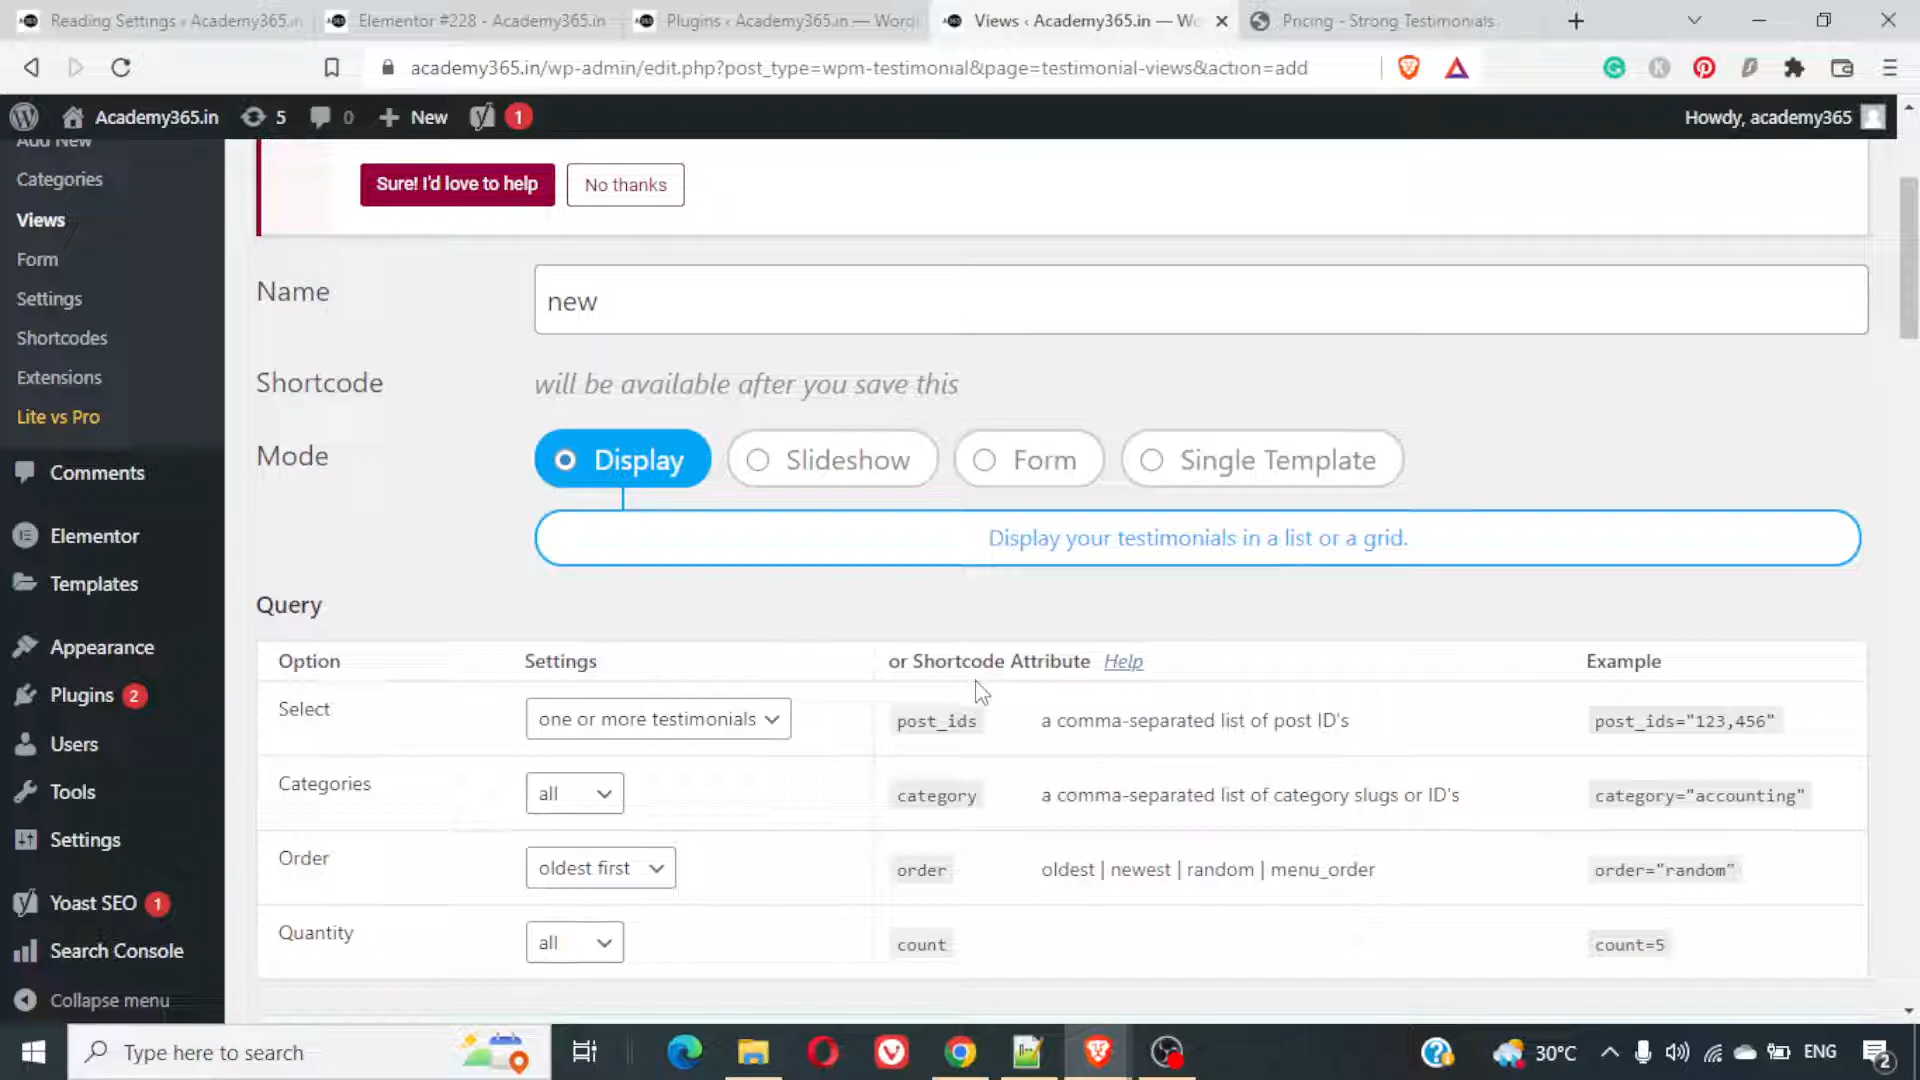 Reading Settings ‹ Academy365.in
Elementor #228 - Academy365.in
Plugins ‹ Academy365.in — Word
Views ‹ Academy365.in — Wo
Pricing - Strong Testimonials
academy365.in/wp-admin/edit.php?post_type=wpm-testimonial&page=testimonial-views&action=add
Academy365.in
5
0
New
1
Howdy, academy365
Add New
Categories
Views
Form
Settings
Shortcodes
Extensions
Lite vs Pro
Comments
Elementor
Templates
Appearance
Plugins 2
Users
Tools
Settings
Yoast SEO 1
Search Console
Collapse menu
Sure! I'd love to help
No thanks
Name
new
Shortcode
will be available after you save this
Mode
Display
Slideshow
Form
Single Template
Display your testimonials in a list or a grid.
Query
Option Settings or Shortcode Attribute Help Example
Select one or more testimonials post_ids a comma-separated list of post ID's post_ids="123,456"
Categories all category a comma-separated list of category slugs or ID's category="accounting"
Order oldest first order oldest | newest | random | menu_order order="random"
Quantity all count count=5
Type here to search
30°C
ENG
2